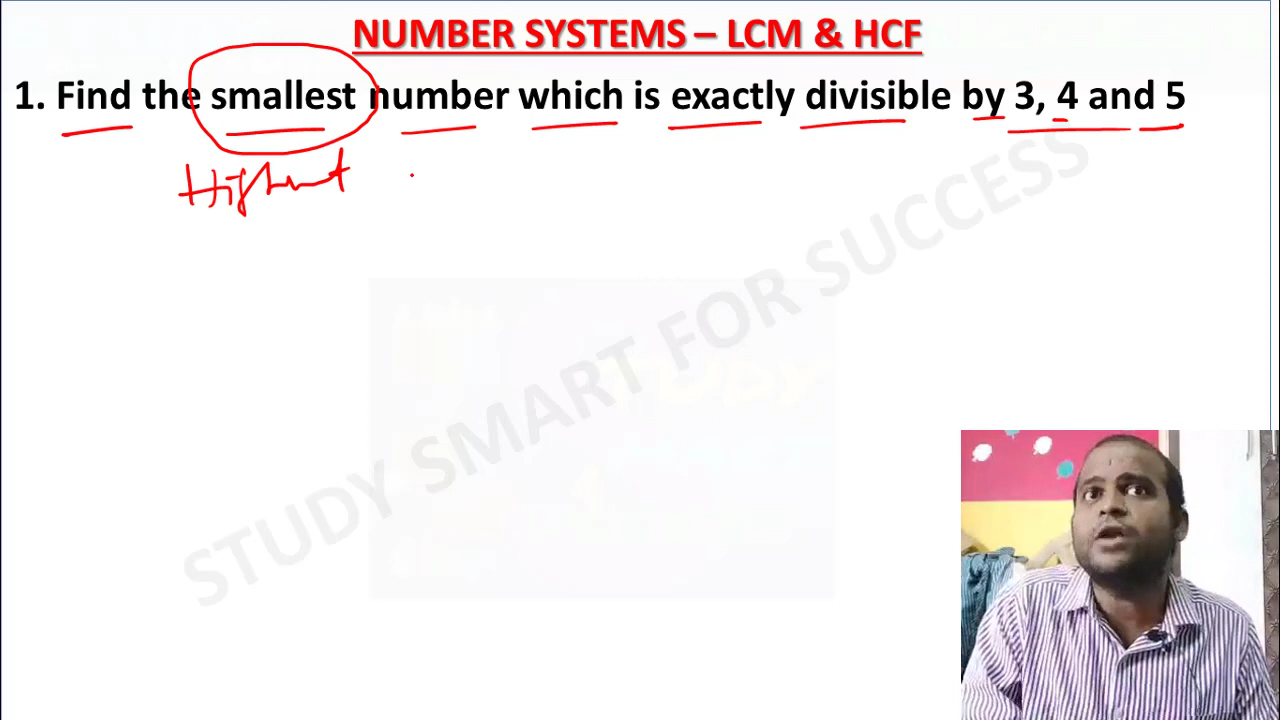 NUMBER SYSTEMS – LCM & HCF
1. Find the smallest number which is exactly divisible by 3, 4 and 5
Highest
STUDY SMART FOR SUCCESS